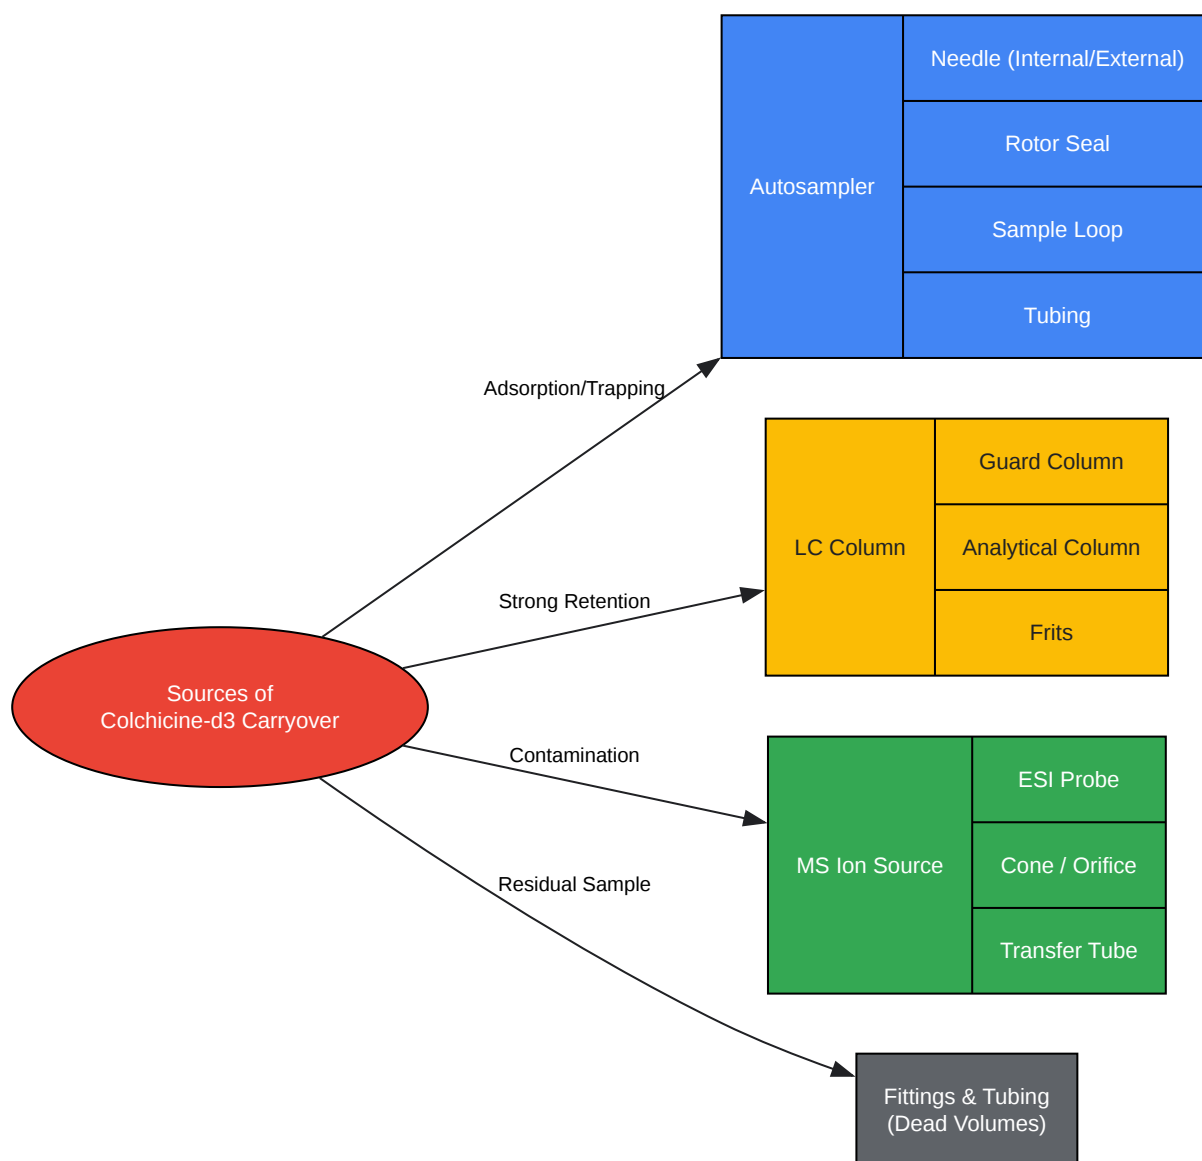 Sources of
Colchicine-d3 Carryover
Adsorption/Trapping
Autosampler
Needle (Internal/External)
Rotor Seal
Sample Loop
Tubing
Strong Retention
LC Column
Guard Column
Analytical Column
Frits
Contamination
MS Ion Source
ESI Probe
Cone / Orifice
Transfer Tube
Residual Sample
Fittings & Tubing
(Dead Volumes)